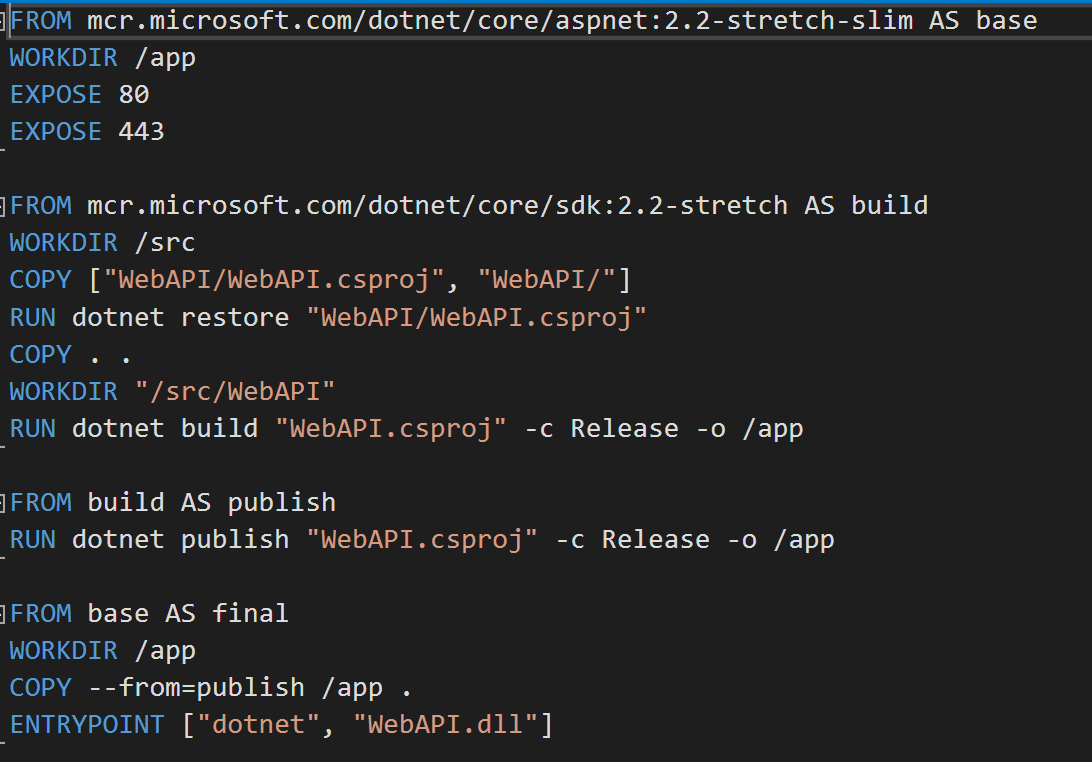 FROM mcr.microsoft.com/dotnet/core/aspnet:2.2-stretch-slim AS base
WORKDIR /app
EXPOSE 80
EXPOSE 443
FROM mcr.microsoft.com/dotnet/core/sdk:2.2-stretch AS build
WORKDIR /src
COPY ["WebAPI/WebAPI.csproj", "WebAPI/"]
RUN dotnet restore "WebAPI/WebAPI.csproj"
COPY . .
WORKDIR "/src/WebAPI"
RUN dotnet build "WebAPI.csproj" -c Release -o /app
FROM build AS publish
RUN dotnet publish "WebAPI.csproj" -c Release -o /app
FROM base AS final
WORKDIR /app
COPY --from=publish /app .
ENTRYPOINT ["dotnet", "WebAPI.dll"]